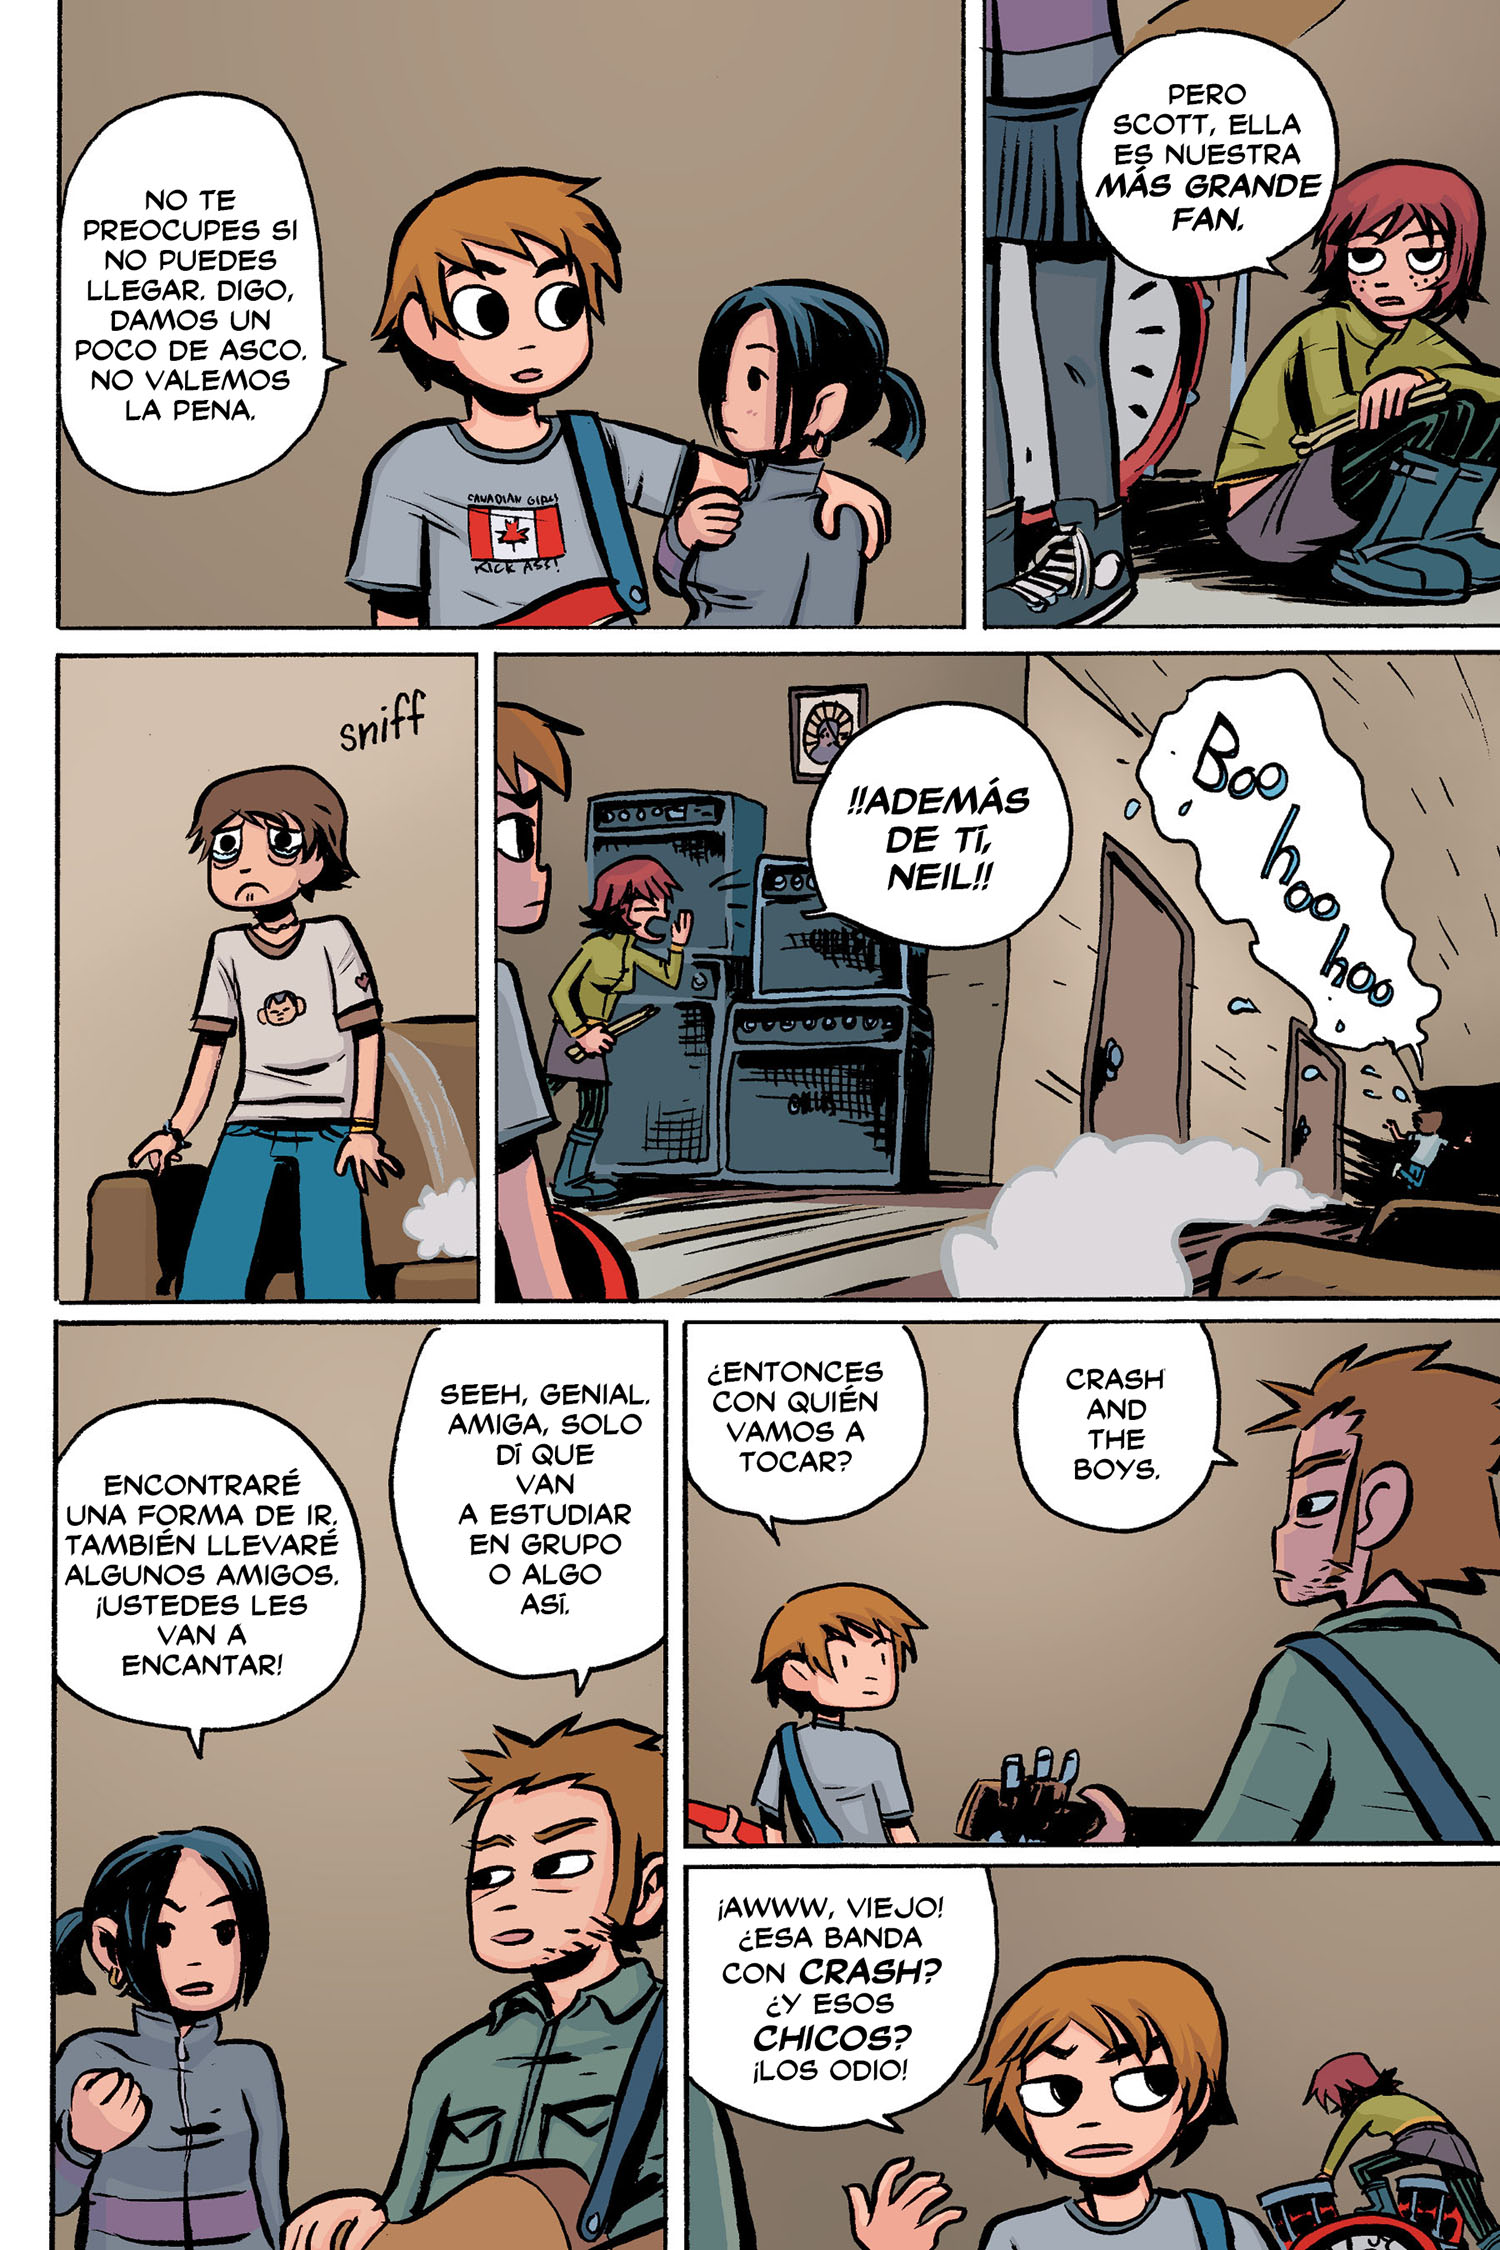 NO TE
PREOCUPES SI
NO PUEDES
LLEGAR. DIGO,
DAMOS UN
POCO DE ASCO.
NO VALEMOS
LA PENA.
CANADIAN GIRLS
KICK ASS!
PERO
SCOTT, ELLA
ES NUESTRA
MÁS GRANDE
FAN.
sniff
!!ADEMÁS
DE TÍ,
NEIL!!
Boo
hoo
hoo
ENCONTRARÉ
UNA FORMA DE IR.
TAMBIÉN LLEVARÉ
ALGUNOS AMIGOS.
¡USTEDES LES
VAN A
ENCANTAR!
SEEH, GENIAL.
AMIGA, SOLO
DÍ QUE
VAN
A ESTUDIAR
EN GRUPO
O ALGO
ASÍ.
¿ENTONCES
CON QUIÉN
VAMOS A
TOCAR?
CRASH
AND
THE
BOYS.
¡AWWW, VIEJO!
¿ESA BANDA
CON CRASH?
¿Y ESOS
CHICOS?
¡LOS ODIO!